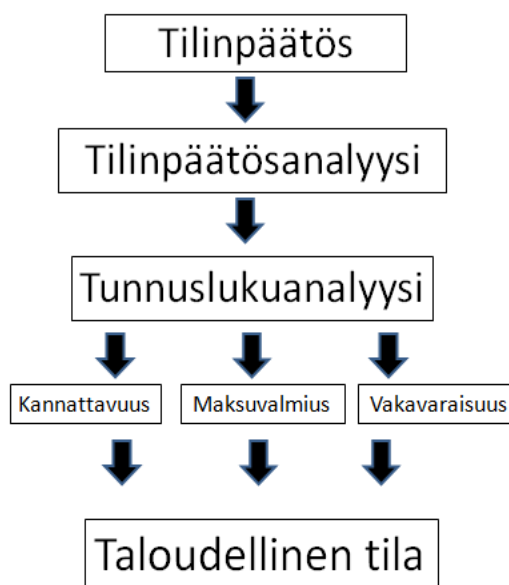 Tilinpäätös
Tilinpäätösanalyysi
Tunnuslukuanalyysi
Kannattavuus
Maksuvalmius
Vakavaraisuus
Taloudellinen tila